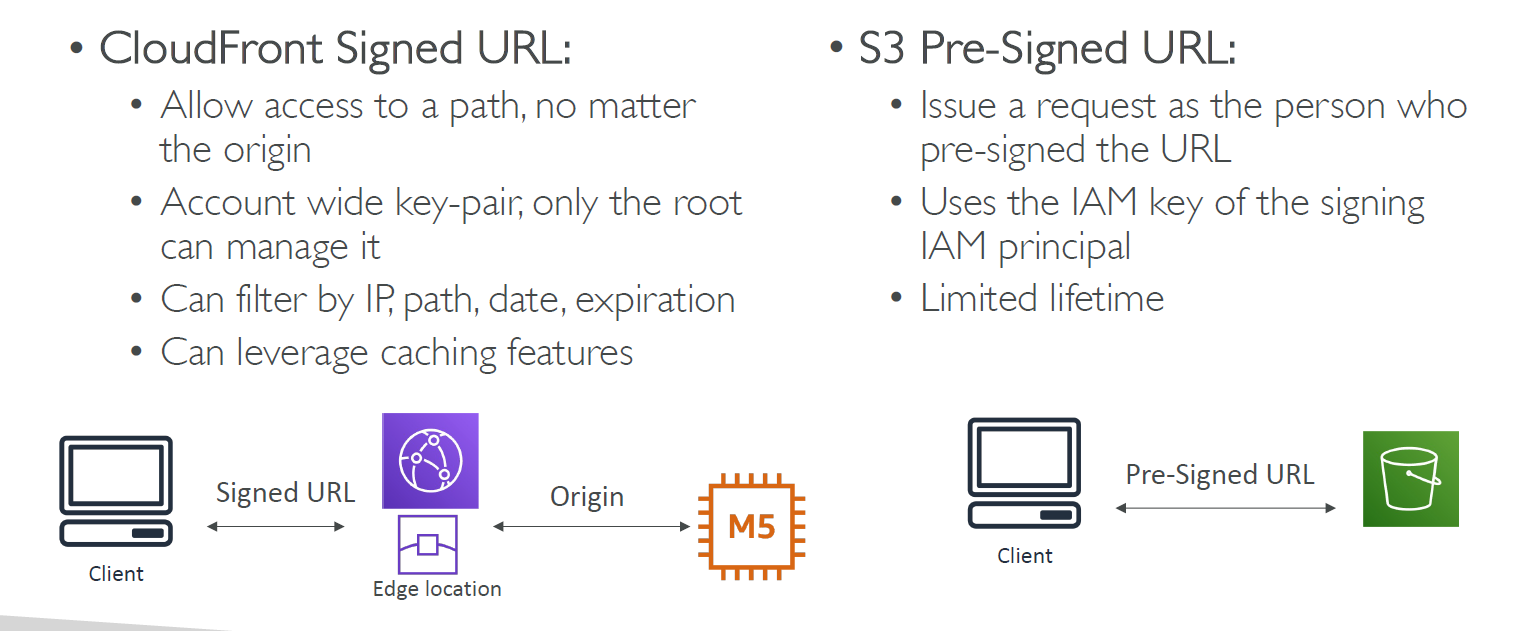 • CloudFront Signed URL:
• Allow access to a path, no matter
the origin
• Account wide key-pair, only the root
can manage it
• Can filter by IP, path, date, expiration
• Can leverage caching features
• S3 Pre-Signed URL:
• Issue a request as the person who
pre-signed the URL
• Uses the IAM key of the signing
IAM principal
• Limited lifetime
Client
Signed URL
Edge location
Origin
M5
Client
Pre-Signed URL